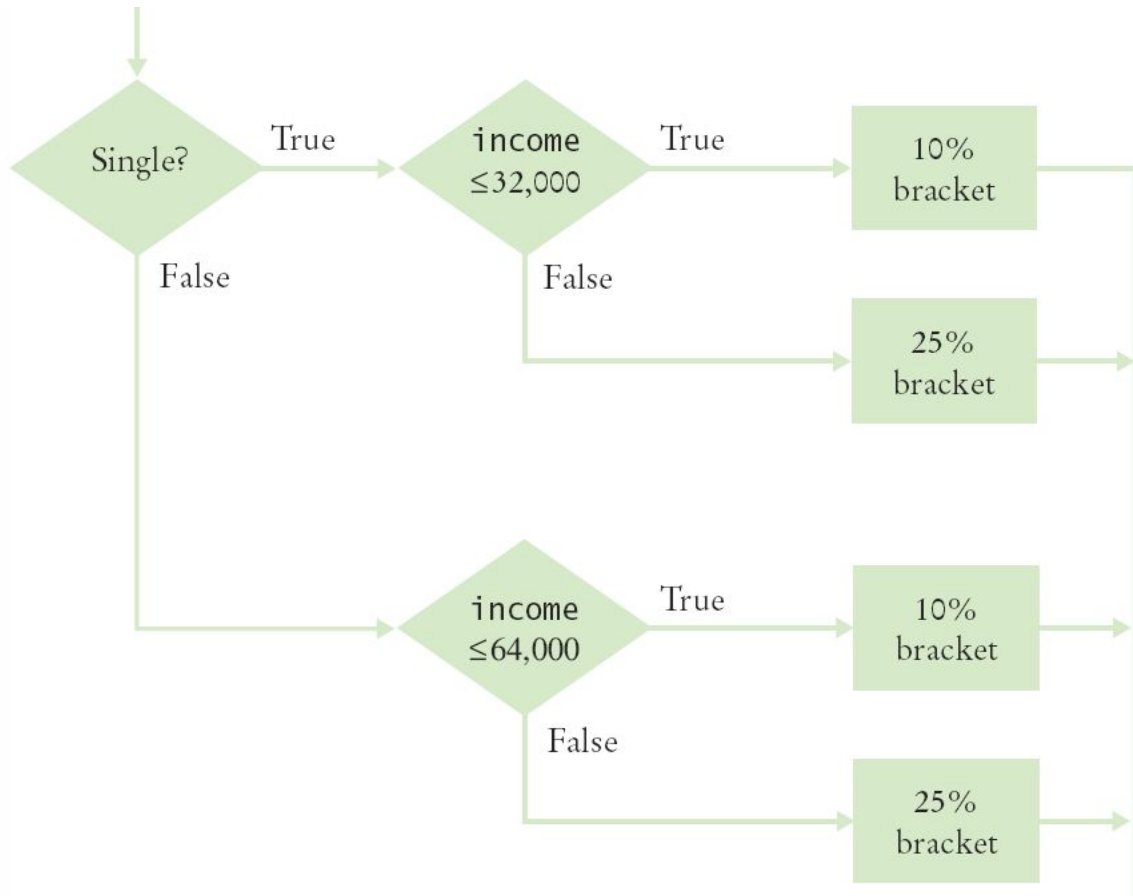 Single?
True
income
≤32,000
True
10%
bracket
False
False
25%
bracket
income
≤64,000
True
10%
bracket
False
25%
bracket